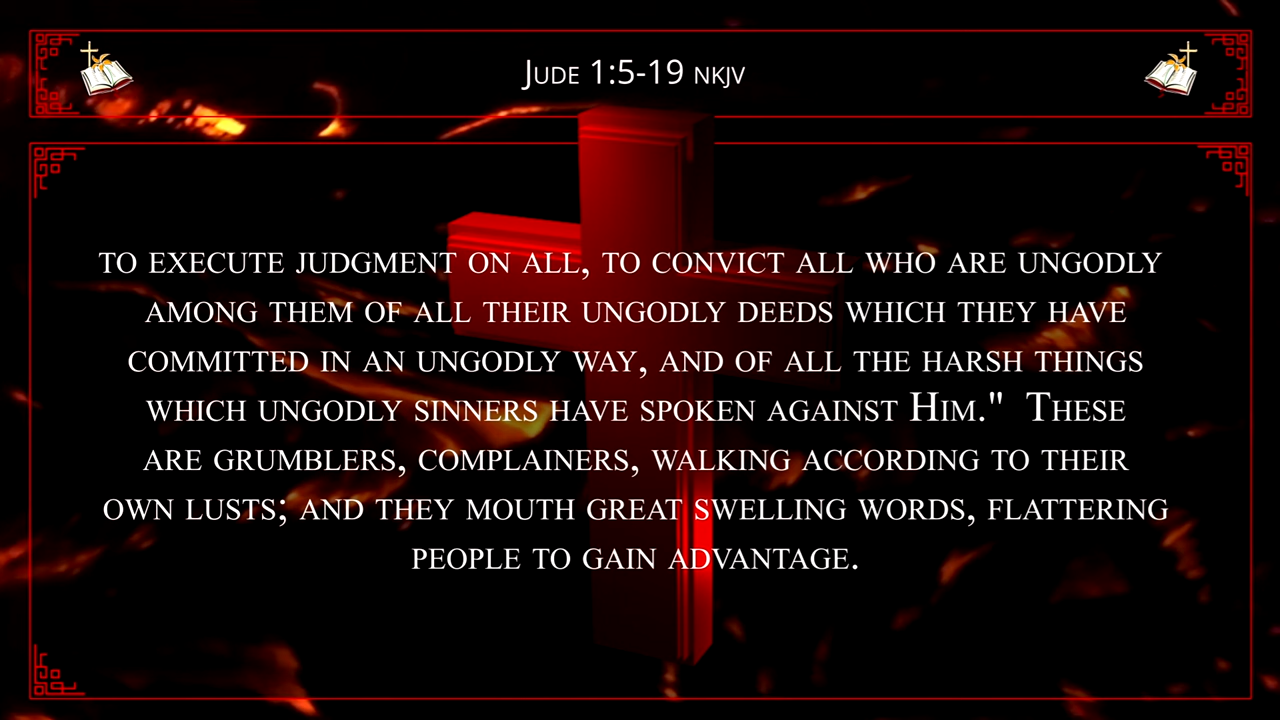 Jude 1:5-19 NKJV
TO EXECUTE JUDGMENT ON ALL, TO CONVICT ALL WHO ARE UNGODLY
AMONG THEM OF ALL THEIR UNGODLY DEEDS WHICH THEY HAVE
COMMITTED IN AN UNGODLY WAY, AND OF ALL THE HARSH THINGS
WHICH UNGODLY SINNERS HAVE SPOKEN AGAINST HIM."  THESE
ARE GRUMBLERS, COMPLAINERS, WALKING ACCORDING TO THEIR
OWN LUSTS; AND THEY MOUTH GREAT SWELLING WORDS, FLATTERING
PEOPLE TO GAIN ADVANTAGE.